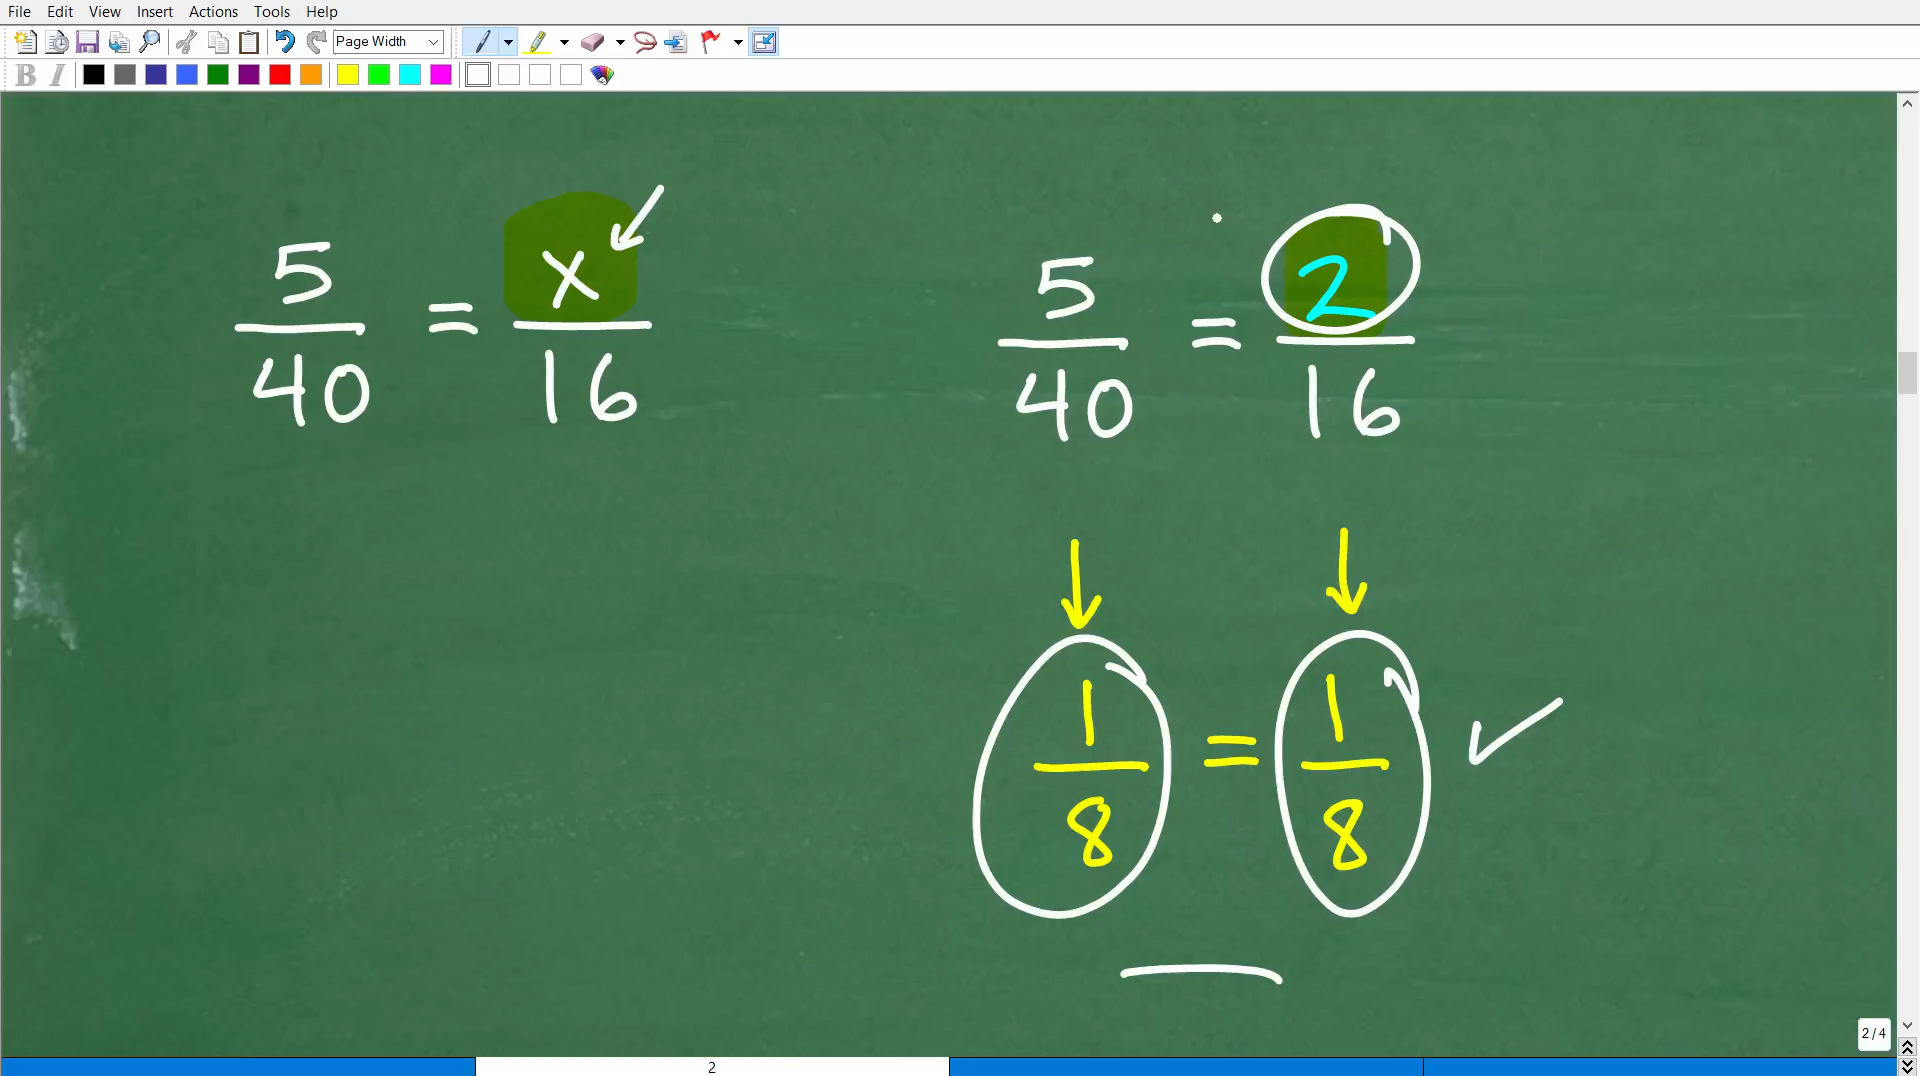 File Edit View Insert Actions Tools Help
Page Width
B I
5/40 = x/16
5/40 = 2/16
1/8 = 1/8 ✓
2 / 4
2